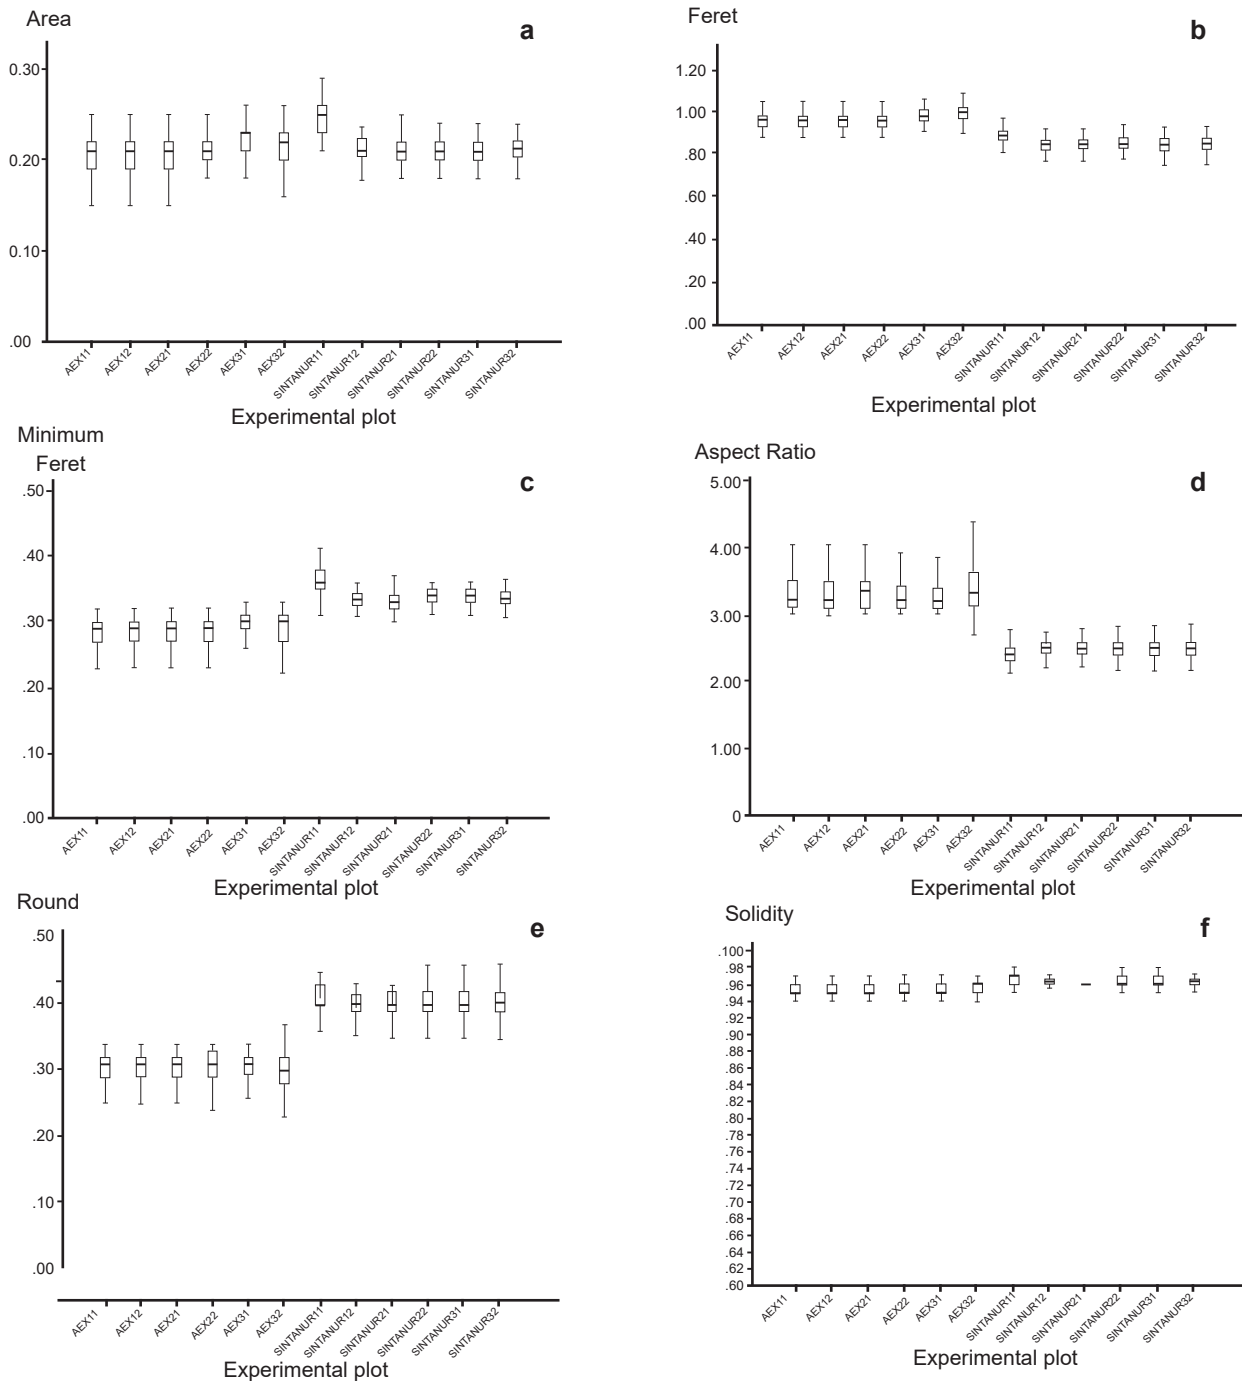 Area
a
0.30
0.20
0.10
.00
AEX11
AEX12
AEX21
AEX22
AEX31
AEX32
SINTANUR11
SINTANUR12
SINTANUR21
SINTANUR22
SINTANUR31
SINTANUR32
Experimental plot
Feret
b
1.20
1.00
.80
.60
.40
.20
.00
AEX11
AEX12
AEX21
AEX22
AEX31
AEX32
SINTANUR11
SINTANUR12
SINTANUR21
SINTANUR22
SINTANUR31
SINTANUR32
Experimental plot
Minimum
Feret
c
.50
.40
.30
.20
.10
.00
AEX11
AEX12
AEX21
AEX22
AEX31
AEX32
SINTANUR11
SINTANUR12
SINTANUR21
SINTANUR22
SINTANUR31
SINTANUR32
Experimental plot
Aspect Ratio
d
5.00
4.00
3.00
2.00
1.00
0
AEX11
AEX12
AEX21
AEX22
AEX31
AEX32
SINTANUR11
SINTANUR12
SINTANUR21
SINTANUR22
SINTANUR31
SINTANUR32
Experimental plot
Round
e
.50
.40
.30
.20
.10
.00
AEX11
AEX12
AEX21
AEX22
AEX31
AEX32
SINTANUR11
SINTANUR12
SINTANUR21
SINTANUR22
SINTANUR31
SINTANUR32
Experimental plot
Solidity
f
.100
.98
.96
.94
.92
.90
.88
.86
.84
.82
.80
.78
.76
.74
.72
.70
.68
.66
.64
.62
.60
AEX11
AEX12
AEX21
AEX22
AEX31
AEX32
SINTANUR11
SINTANUR12
SINTANUR21
SINTANUR22
SINTANUR31
SINTANUR32
Experimental plot